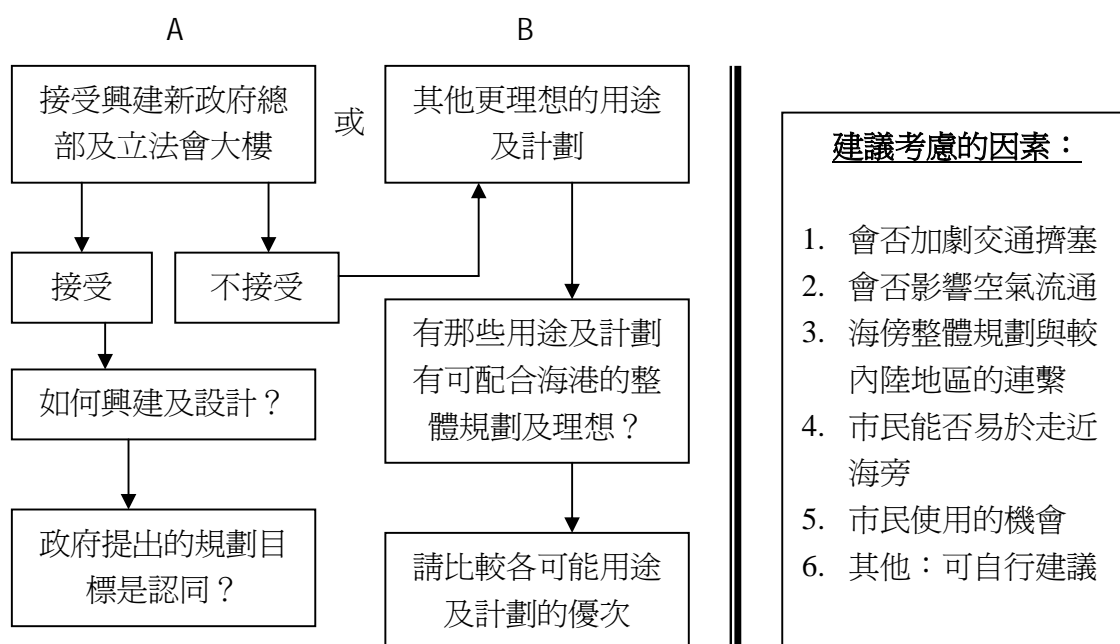 A
B
接受興建新政府總
部及立法會大樓
或
其他更理想的用途
及計劃
接受
不接受
如何興建及設計？
有那些用途及計劃
有可配合海港的整
體規劃及理想？
政府提出的規劃目
標是認同？
請比較各可能用途
及計劃的優次
建議考慮的因素：
1. 會否加劇交通擠塞
2. 會否影響空氣流通
3. 海傍整體規劃與較
內陸地區的連繫
4. 市民能否易於走近
海旁
5. 市民使用的機會
6. 其他：可自行建議